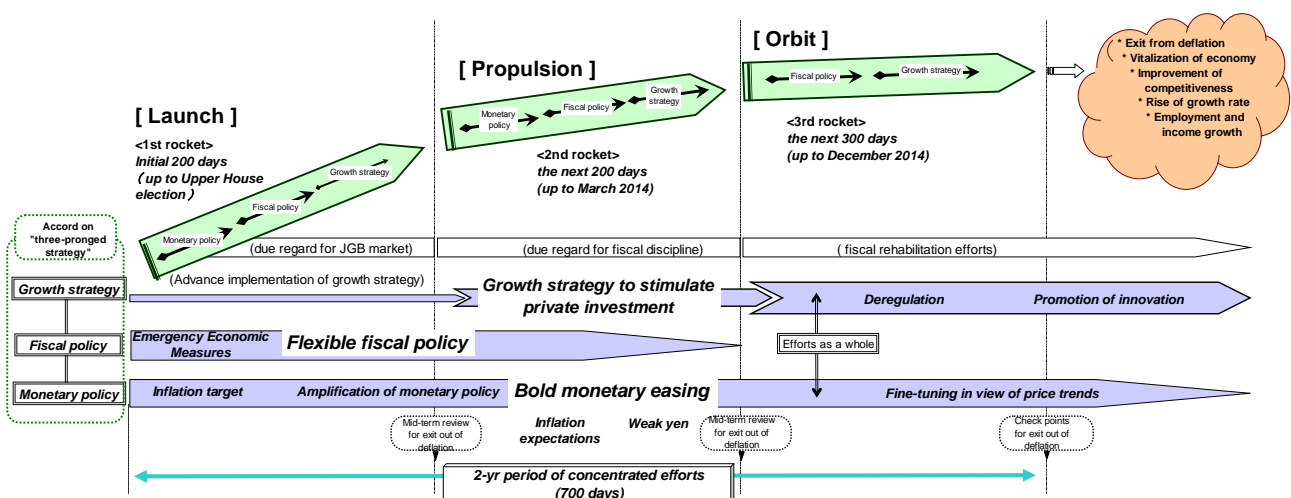 [ Launch ]
<1st rocket>
Initial 200 days
( up to Upper House
election )
Monetary policy
Fiscal policy
Growth strategy
[ Propulsion ]
Monetary
policy
Fiscal policy
Growth
strategy
<2nd rocket>
the next 200 days
(up to March 2014)
[ Orbit ]
Fiscal policy
Growth strategy
<3rd rocket>
the next 300 days
(up to December 2014)
* Exit from deflation
* Vitalization of economy
* Improvement of
competitiveness
* Rise of growth rate
* Employment and
income growth
Accord on
"three-pronged
strategy"
(due regard for JGB market)
(due regard for fiscal discipline)
( fiscal rehabilitation efforts)
(Advance implementation of growth strategy)
Growth strategy
Growth strategy to stimulate
private investment
Deregulation
Promotion of innovation
Fiscal policy
Emergency Economic
Measures
Flexible fiscal policy
Efforts as a whole
Monetary policy
Inflation target
Amplification of monetary policy
Bold monetary easing
Fine-tuning in view of price trends
Mid-term review
for exit out of
deflation
Inflation
expectations
Weak yen
Mid-term review
for exit out of
deflation
Check points
for exit out of
deflation
2-yr period of concentrated efforts
(700 days)